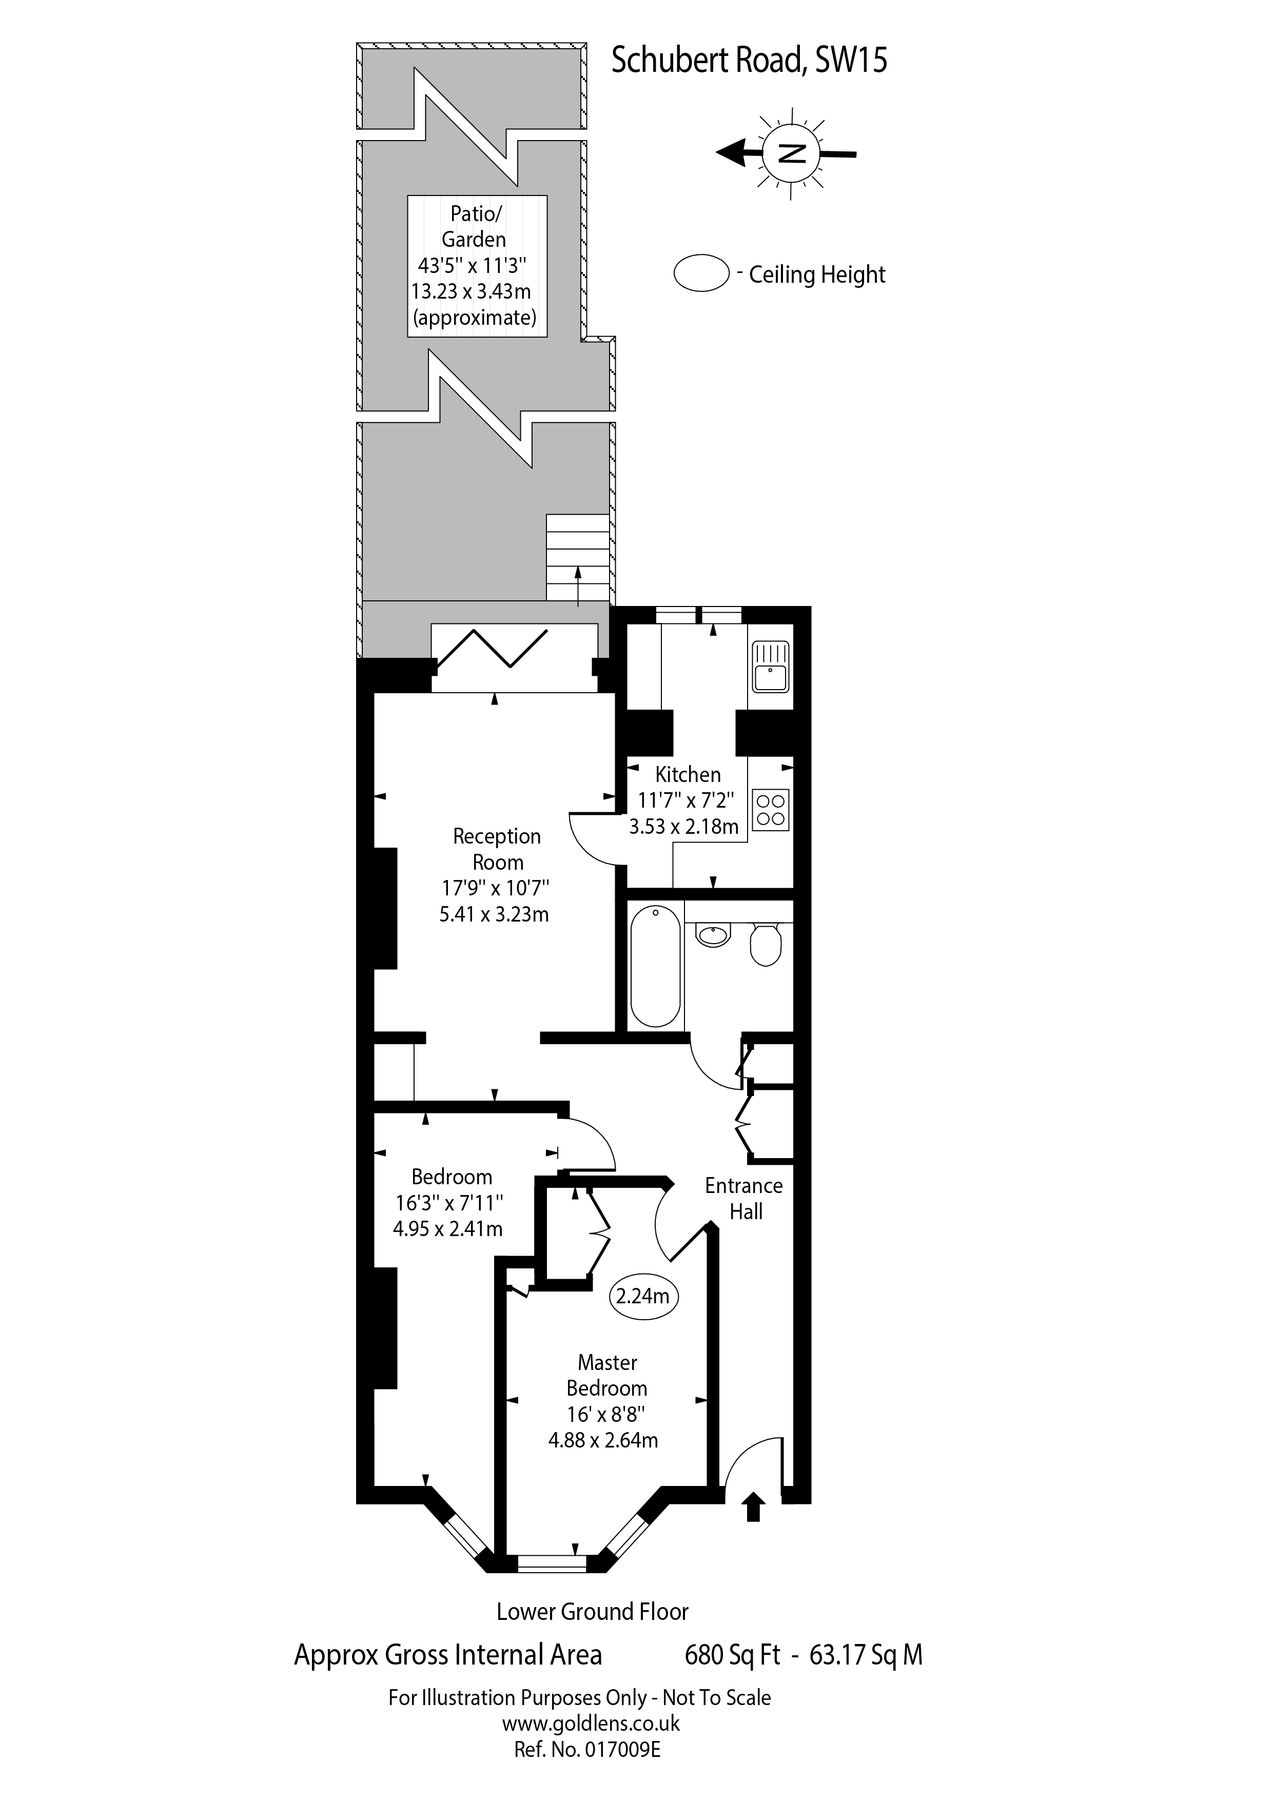 Schubert Road, SW15
N
- Ceiling Height
Patio/
Garden
43'5" x 11'3"
13.23 x 3.43m
(approximate)
Kitchen
11'7" x 7'2"
3.53 x 2.18m
Reception
Room
17'9" x 10'7"
5.41 x 3.23m
Bedroom
16'3" x 7'11"
4.95 x 2.41m
Entrance
Hall
2.24m
Master
Bedroom
16' x 8'8"
4.88 x 2.64m
Lower Ground Floor
Approx Gross Internal Area 680 Sq Ft - 63.17 Sq M
For Illustration Purposes Only - Not To Scale
www.goldlens.co.uk
Ref. No. 017009E